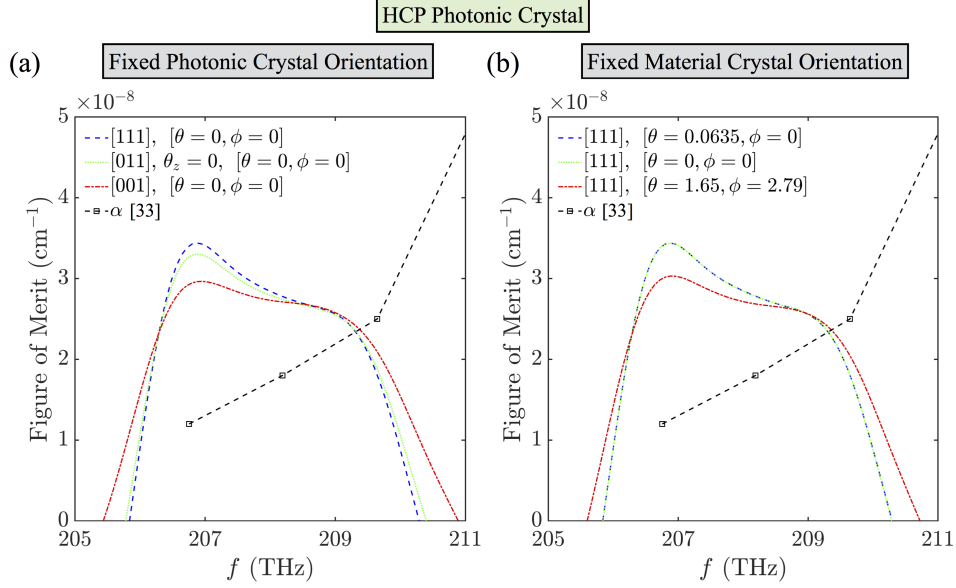 HCP Photonic Crystal
(a)
Fixed Photonic Crystal Orientation
×10⁻⁸
[111], [θ = 0, ϕ = 0]
[011], θ_z = 0, [θ = 0, ϕ = 0]
[001], [θ = 0, ϕ = 0]
α [33]
Figure of Merit (cm⁻¹)
5
4
3
2
1
0
205 207 209 211
f (THz)
(b)
Fixed Material Crystal Orientation
×10⁻⁸
[111], [θ = 0.0635, ϕ = 0]
[111], [θ = 0, ϕ = 0]
[111], [θ = 1.65, ϕ = 2.79]
α [33]
Figure of Merit (cm⁻¹)
5
4
3
2
1
0
205 207 209 211
f (THz)